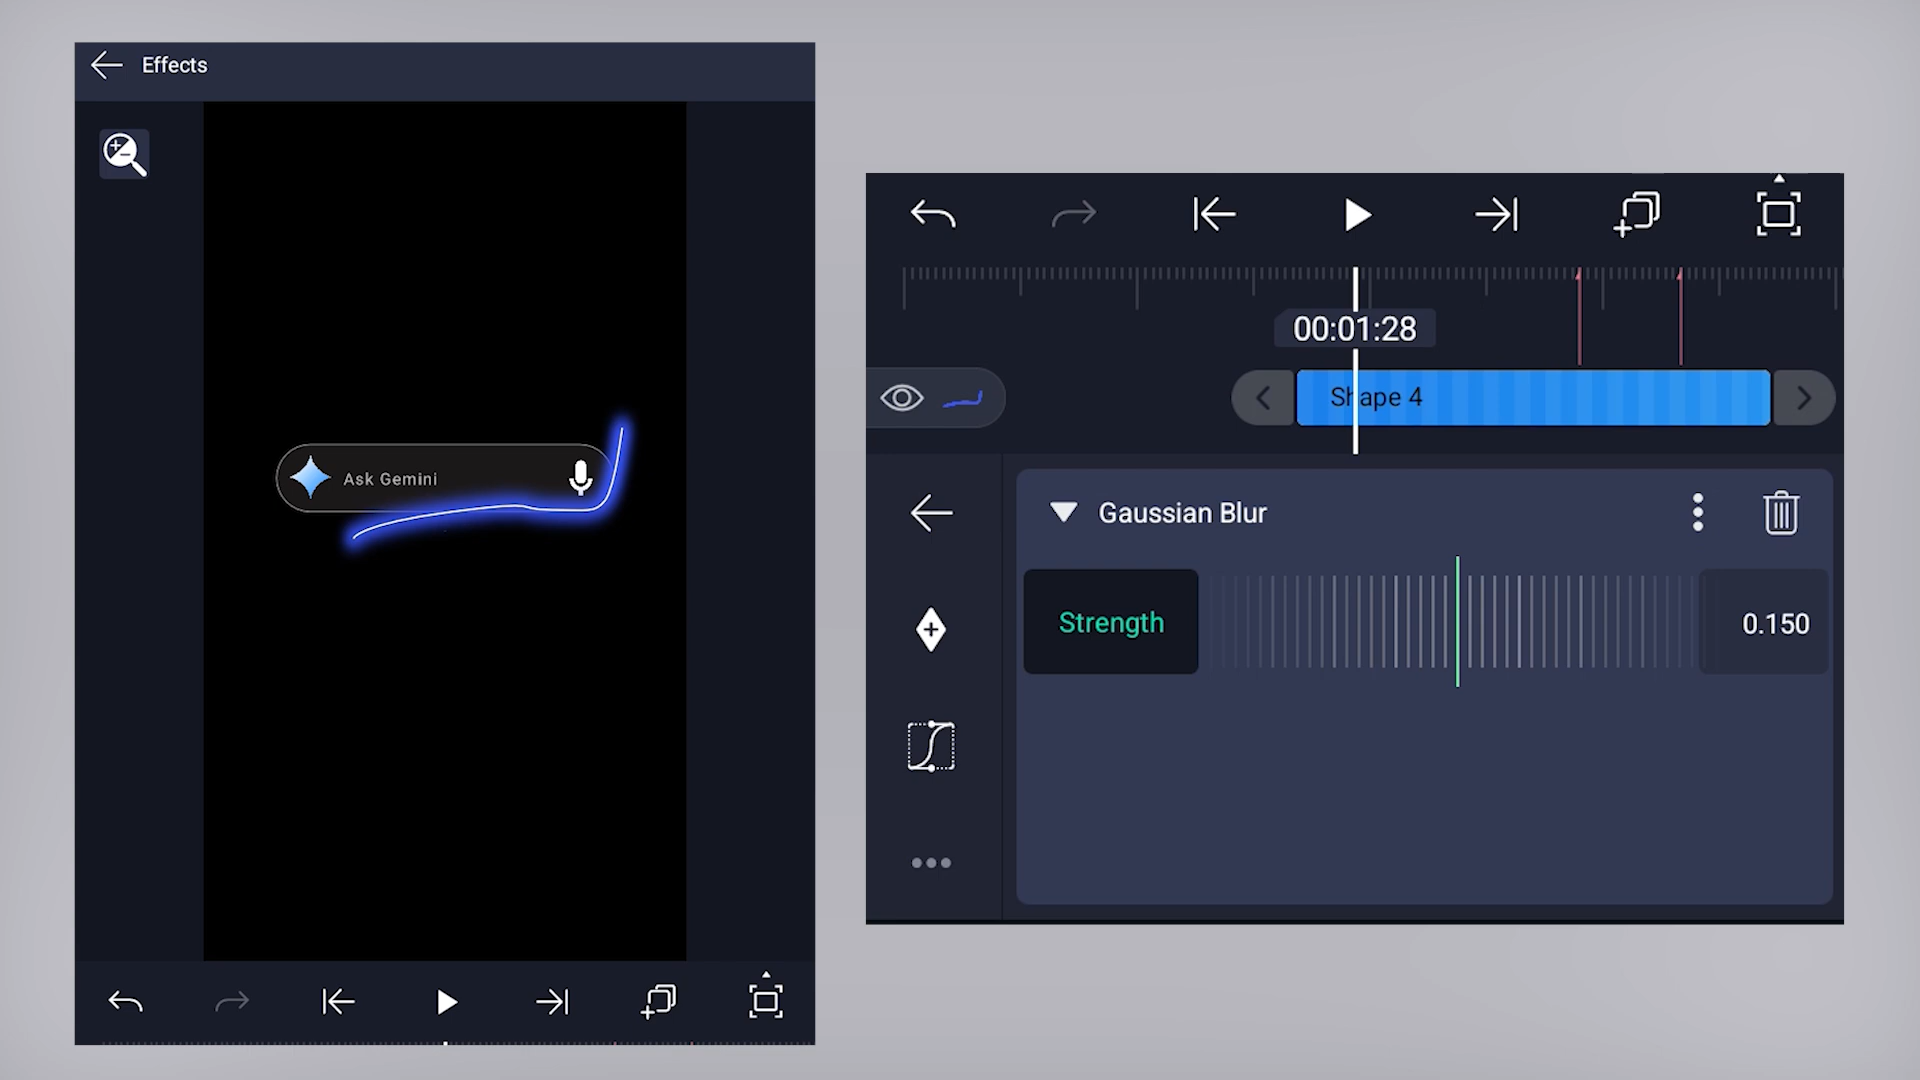 Effects
Ask Gemini
00:01:28
Shape 4
Gaussian Blur
Strength
0.150